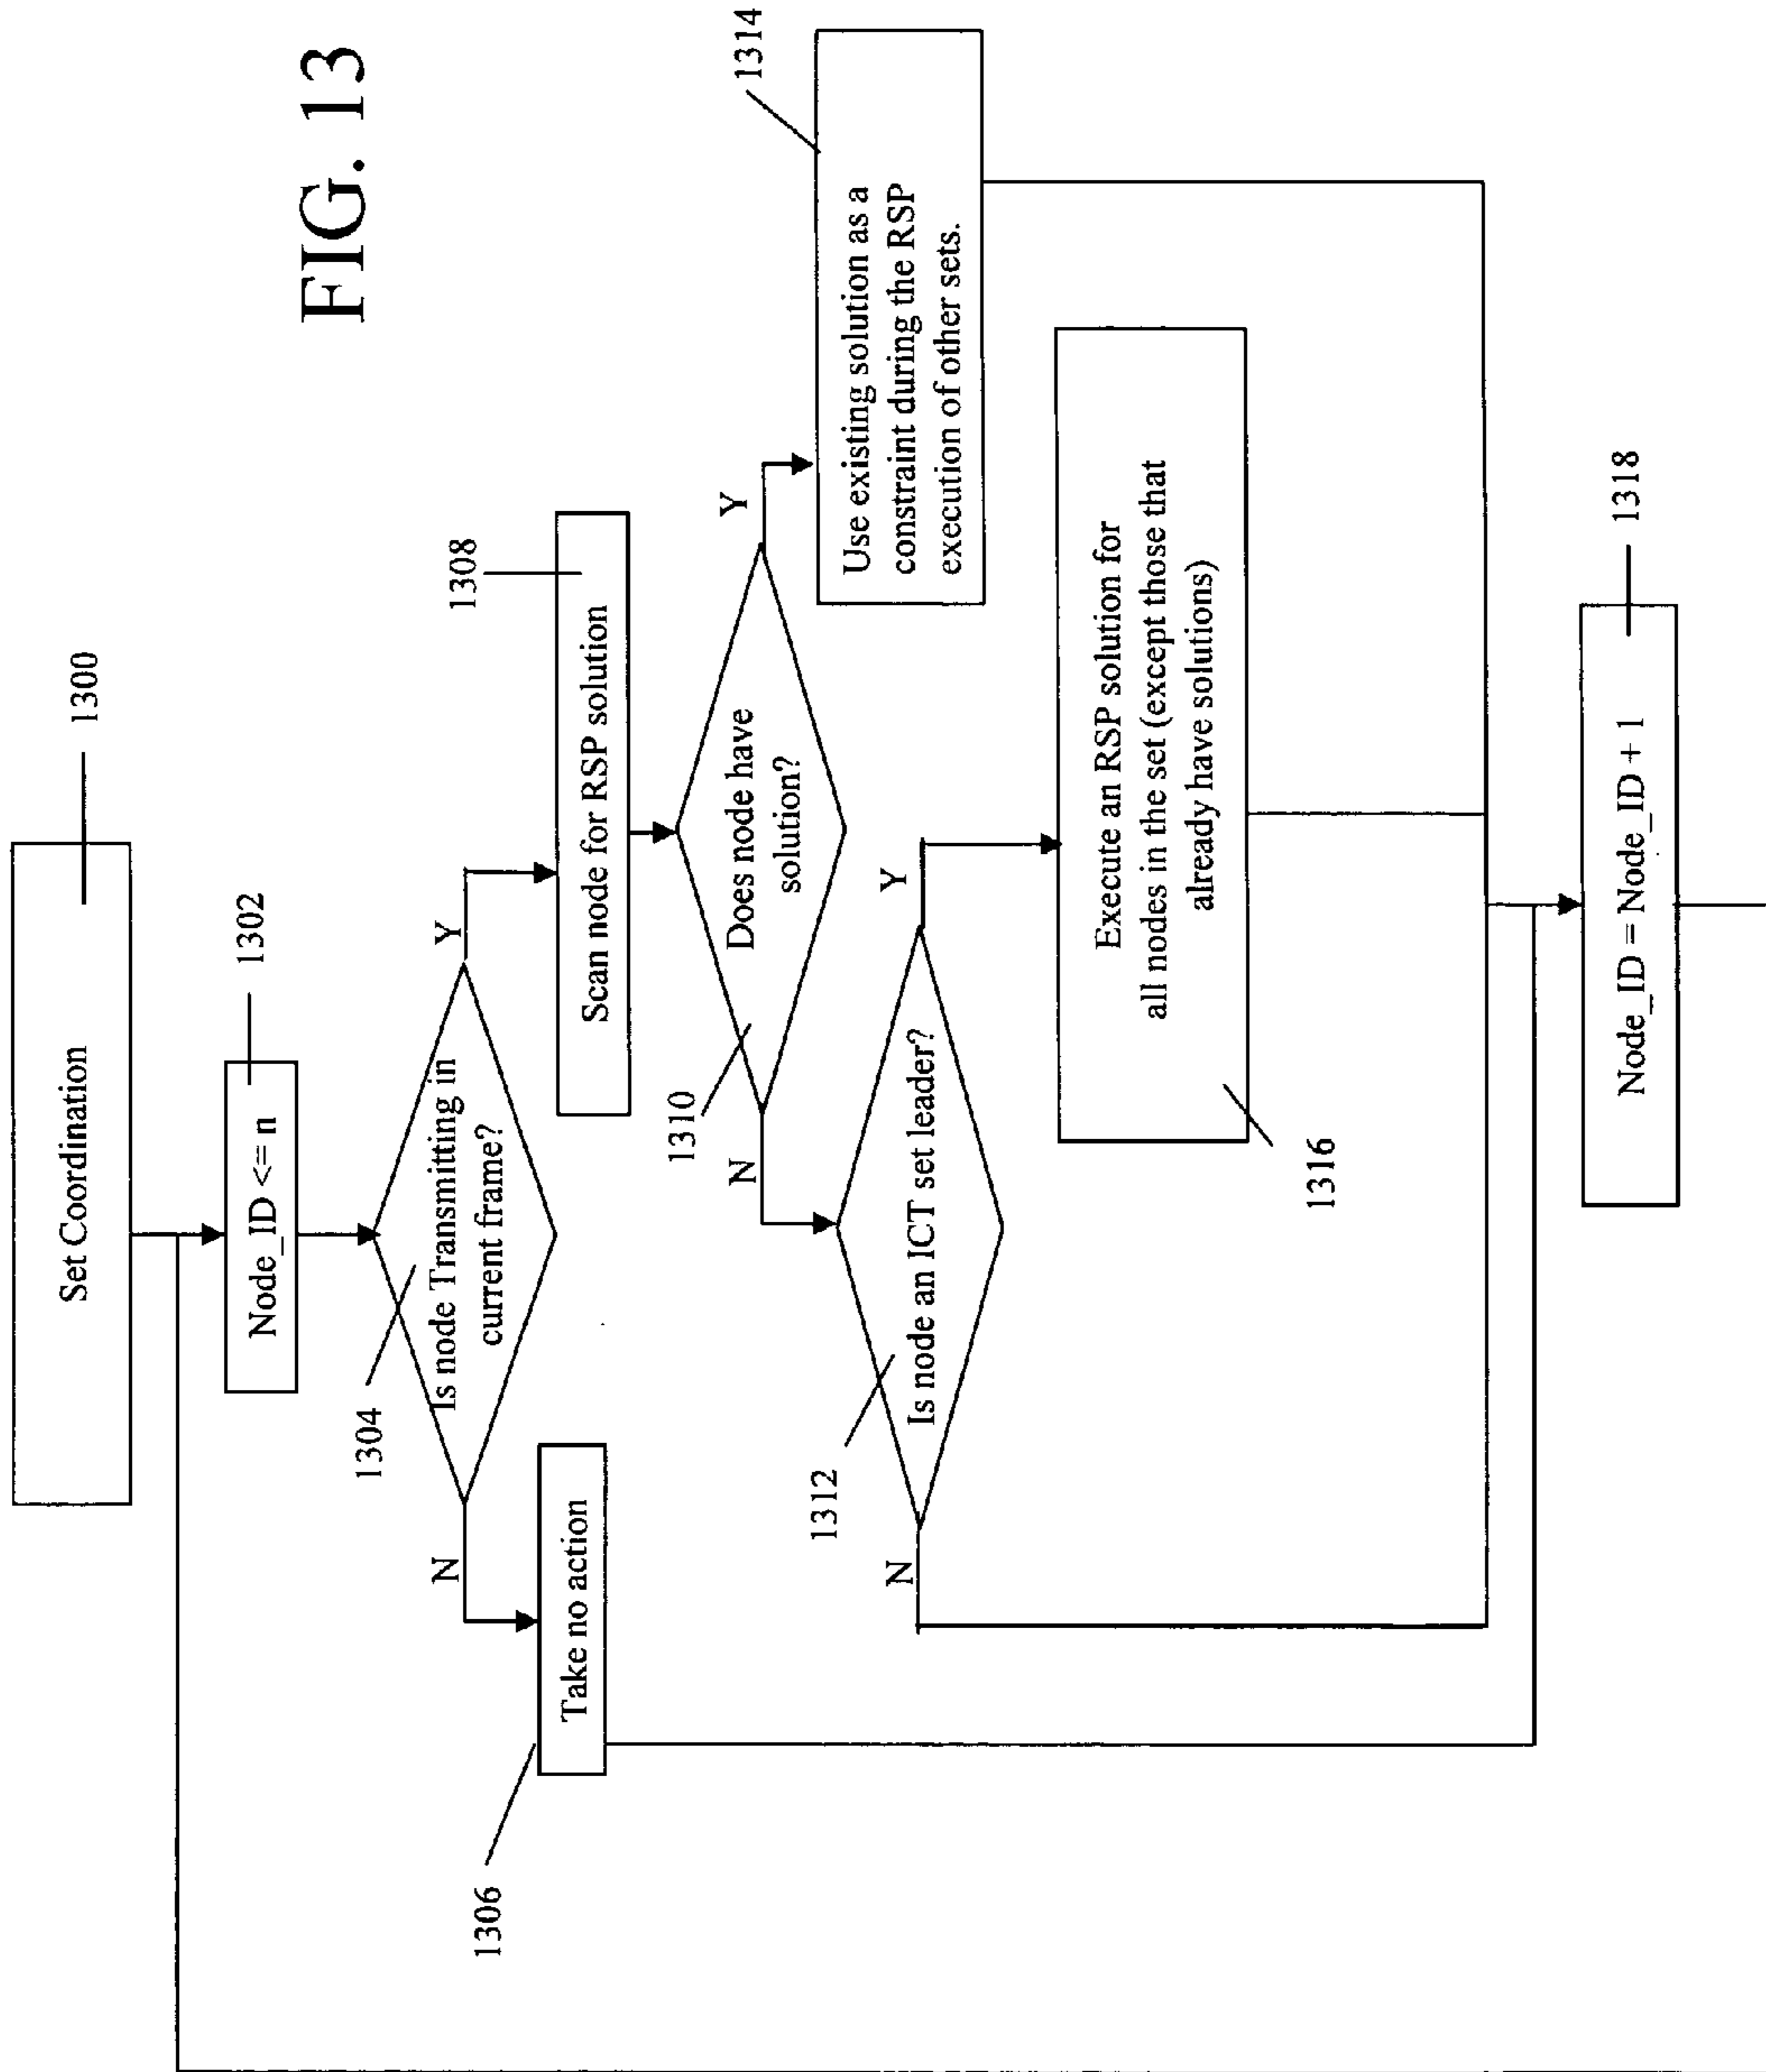 FIG. 13
Set Coordination
1300
Node_ID <= n
1302
Is node Transmitting in
current frame?
1304
N
Y
Take no action
1306
Scan node for RSP solution
1308
Does node have
solution?
1310
N
Y
Is node an ICT set leader?
1312
N
Y
Use existing solution as a
constraint during the RSP
execution of other sets.
1314
Execute an RSP solution for
all nodes in the set (except those that
already have solutions)
1316
Node_ID = Node_ID + 1
1318